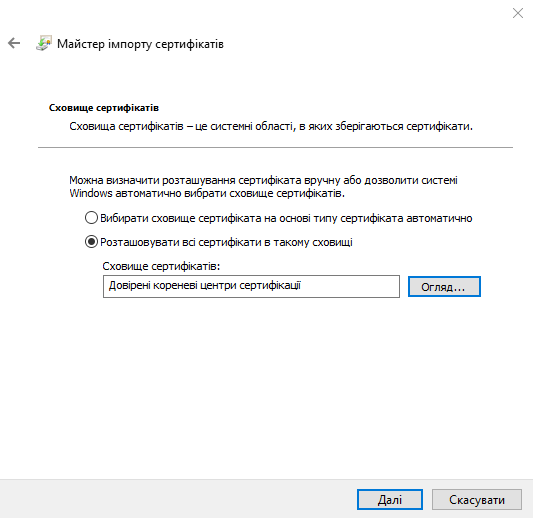 Майстер імпорту сертифікатів
Сховище сертифікатів
Сховища сертифікатів – це системні області, в яких зберігаються сертифікати.
Можна визначити розташування сертифіката вручну або дозволити системі
Windows автоматично вибрати сховище сертифікатів.
Вибирати сховище сертифіката на основі типу сертифіката автоматично
Розташовувати всі сертифікати в такому сховищі
Сховище сертифікатів:
Довірені кореневі центри сертифікації
Огляд...
Далі
Скасувати